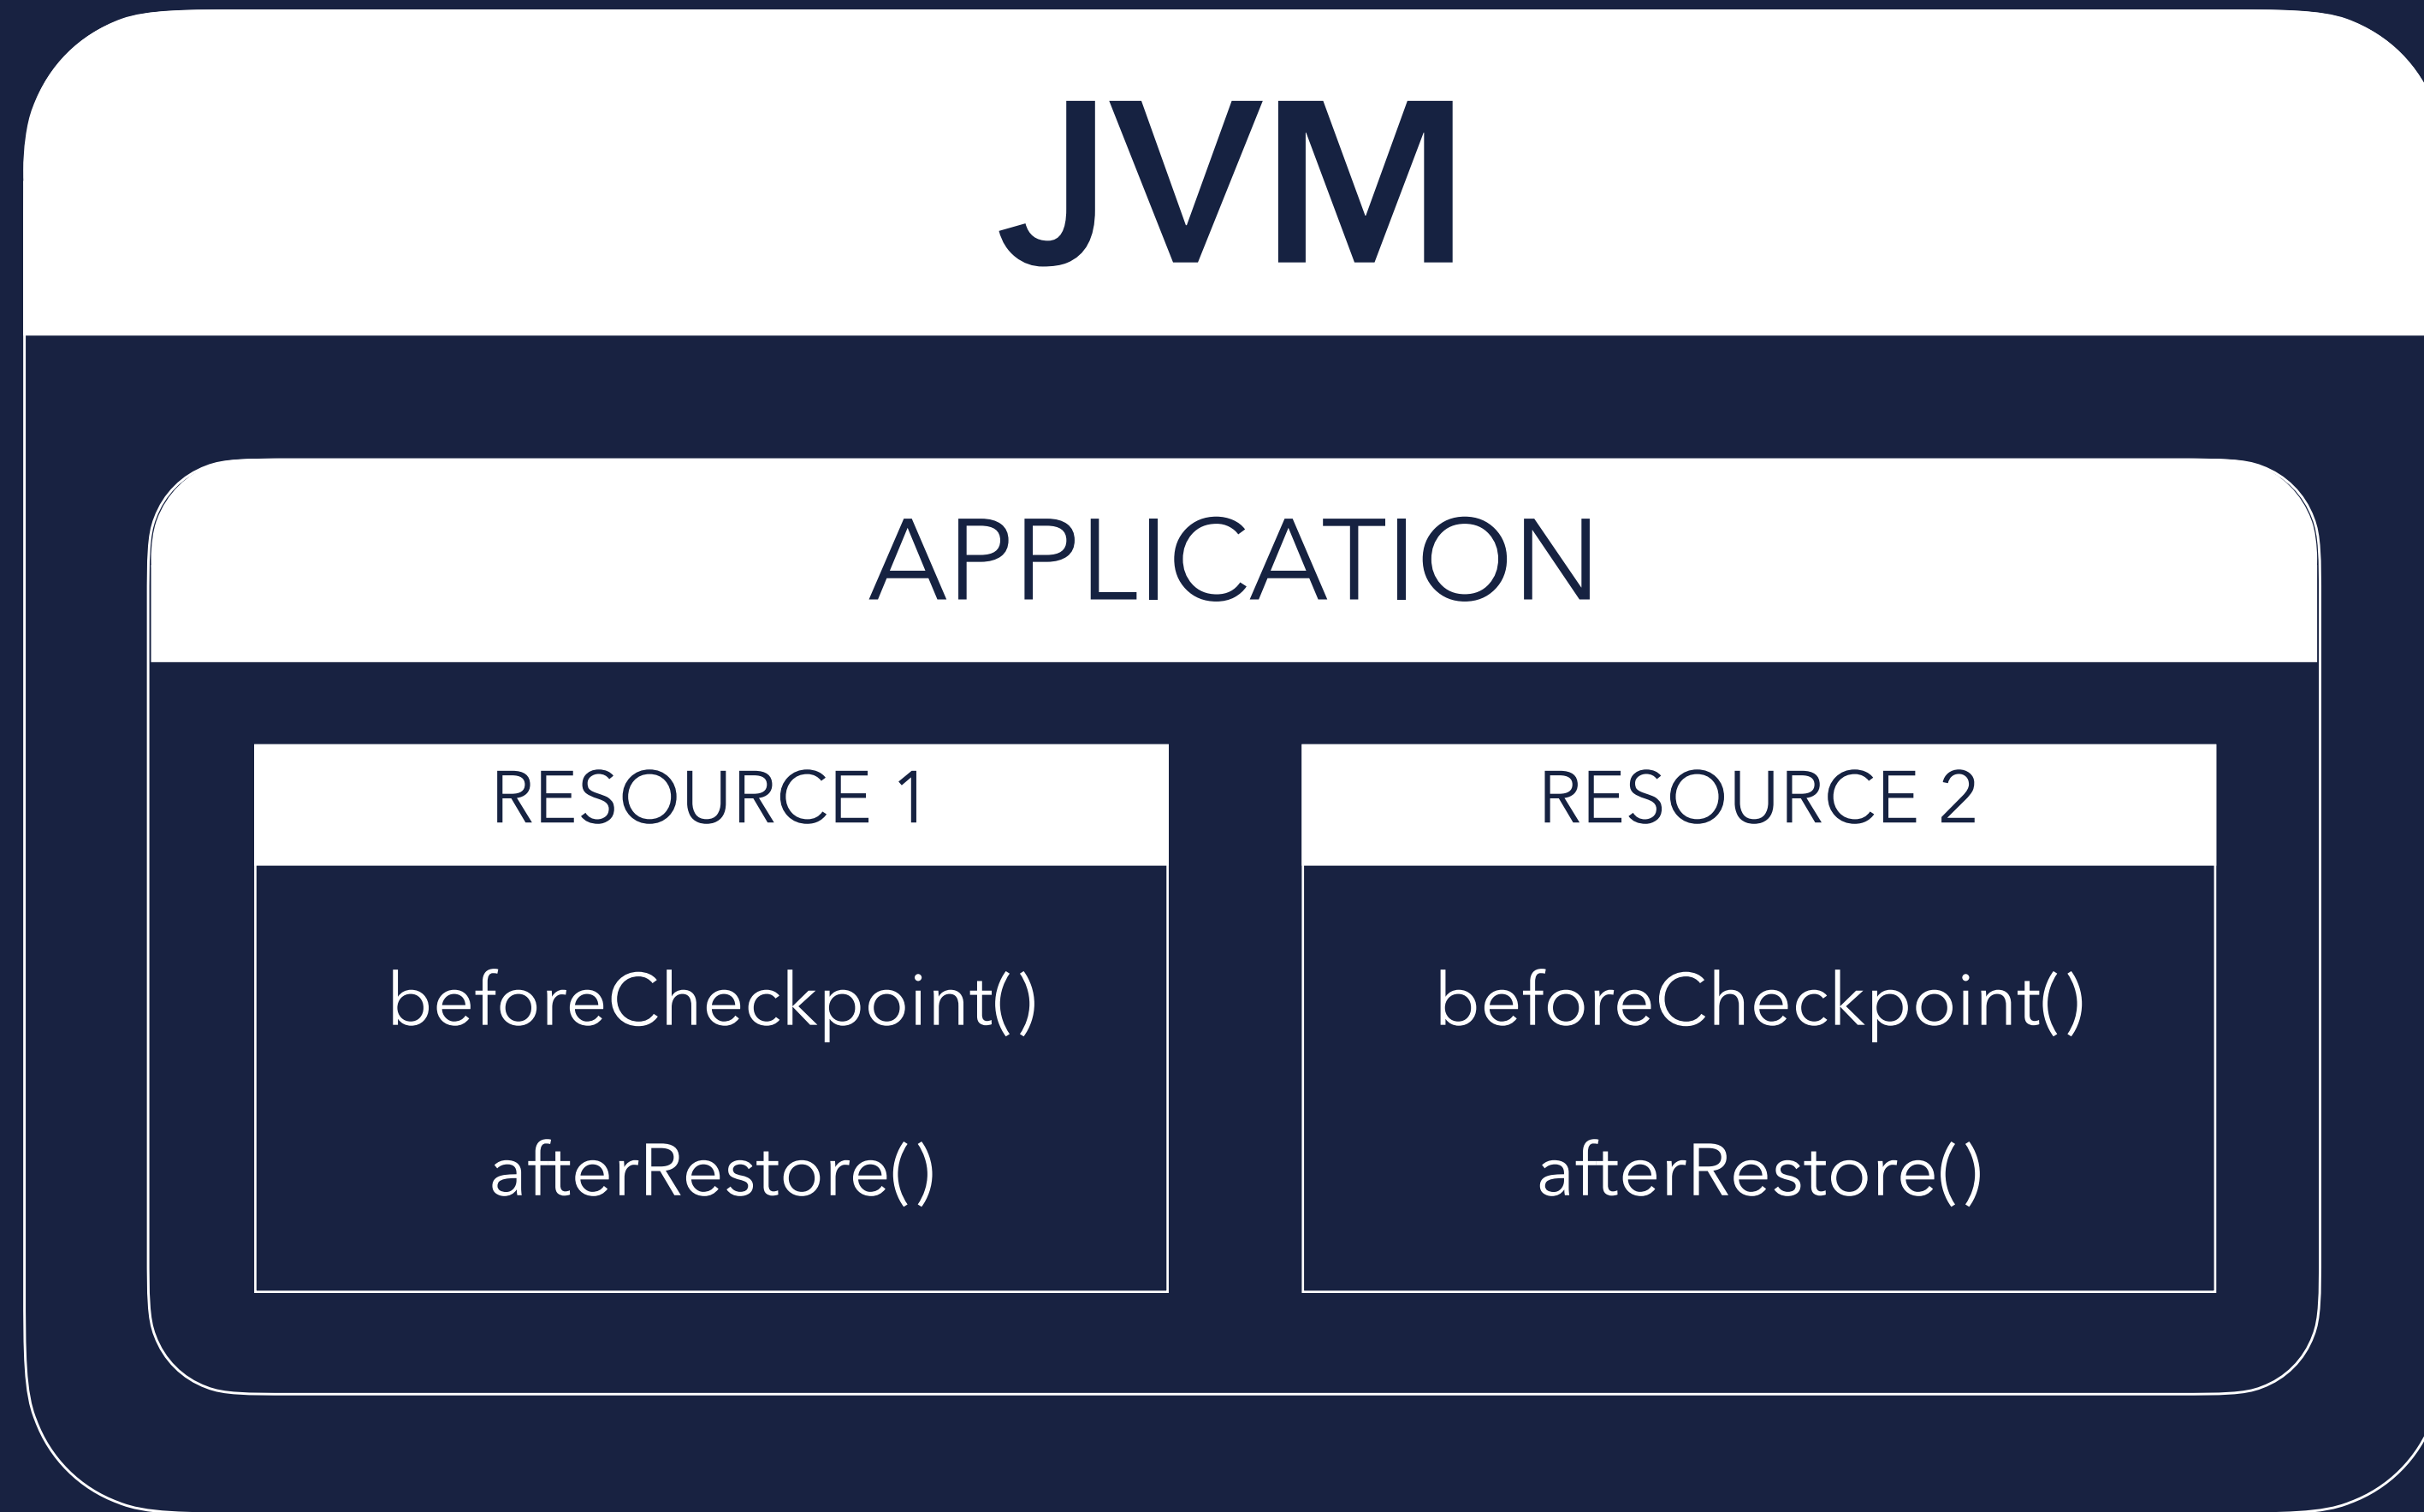 JVM
APPLICATION
RESOURCE 1
beforeCheckpoint()
afterRestore()
RESOURCE 2
beforeCheckpoint()
afterRestore()